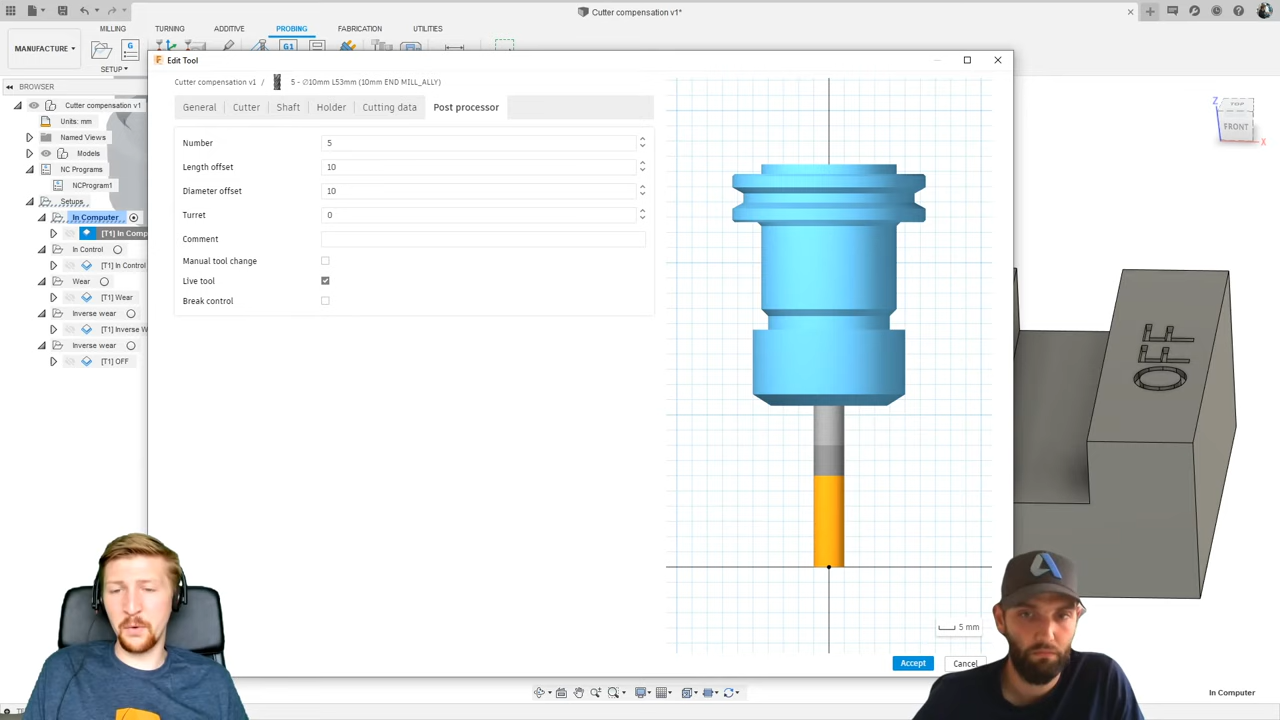 Cutter compensation v1*
MANUFACTURE
MILLING
TURNING
ADDITIVE
PROBING
FABRICATION
UTILITIES
G1
SETUP
BROWSER
Cutter compensation v1
Units: mm
Named Views
Models
NC Programs
NCProgram1
Setups
In Computer
[T1] In Comp
In Control
[T1] In Control
Wear
[T1] Wear
Inverse wear
[T1] Inverse W
Inverse wear
[T1] OFF
Edit Tool
Cutter compensation v1 / 5 - Ø10mm L53mm (10mm END MILL_ALLY)
General
Cutter
Shaft
Holder
Cutting data
Post processor
Number 5
Length offset 10
Diameter offset 10
Turret 0
Comment
Manual tool change
Live tool
Break control
5 mm
Accept
Cancel
TOP
FRONT
Z
X
OFF
In Computer